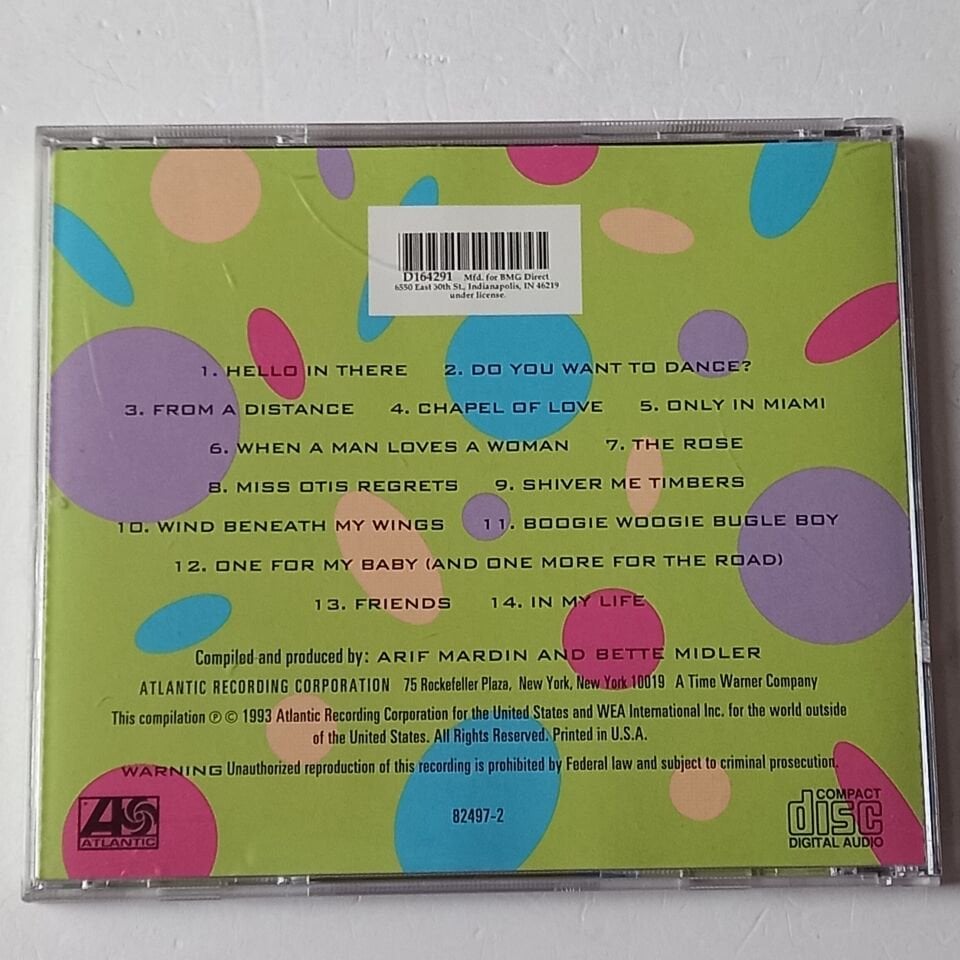 D164291 Mfd. for BMG Direct
6550 East 30th St., Indianapolis, IN 46219
under license.
1. HELLO IN THERE 2. DO YOU WANT TO DANCE?
3. FROM A DISTANCE 4. CHAPEL OF LOVE 5. ONLY IN MIAMI
6. WHEN A MAN LOVES A WOMAN 7. THE ROSE
8. MISS OTIS REGRETS 9. SHIVER ME TIMBERS
10. WIND BENEATH MY WINGS 11. BOOGIE WOOGIE BUGLE BOY
12. ONE FOR MY BABY (AND ONE MORE FOR THE ROAD)
13. FRIENDS 14. IN MY LIFE
Compiled and produced by: ARIF MARDIN AND BETTE MIDLER
ATLANTIC RECORDING CORPORATION 75 Rockefeller Plaza, New York, New York 10019 A Time Warner Company
This compilation ℗ © 1993 Atlantic Recording Corporation for the United States and WEA International Inc. for the world outside
of the United States. All Rights Reserved. Printed in U.S.A.
WARNING Unauthorized reproduction of this recording is prohibited by Federal law and subject to criminal prosecution.
82497-2
ATLANTIC
COMPACT
disc
DIGITAL AUDIO